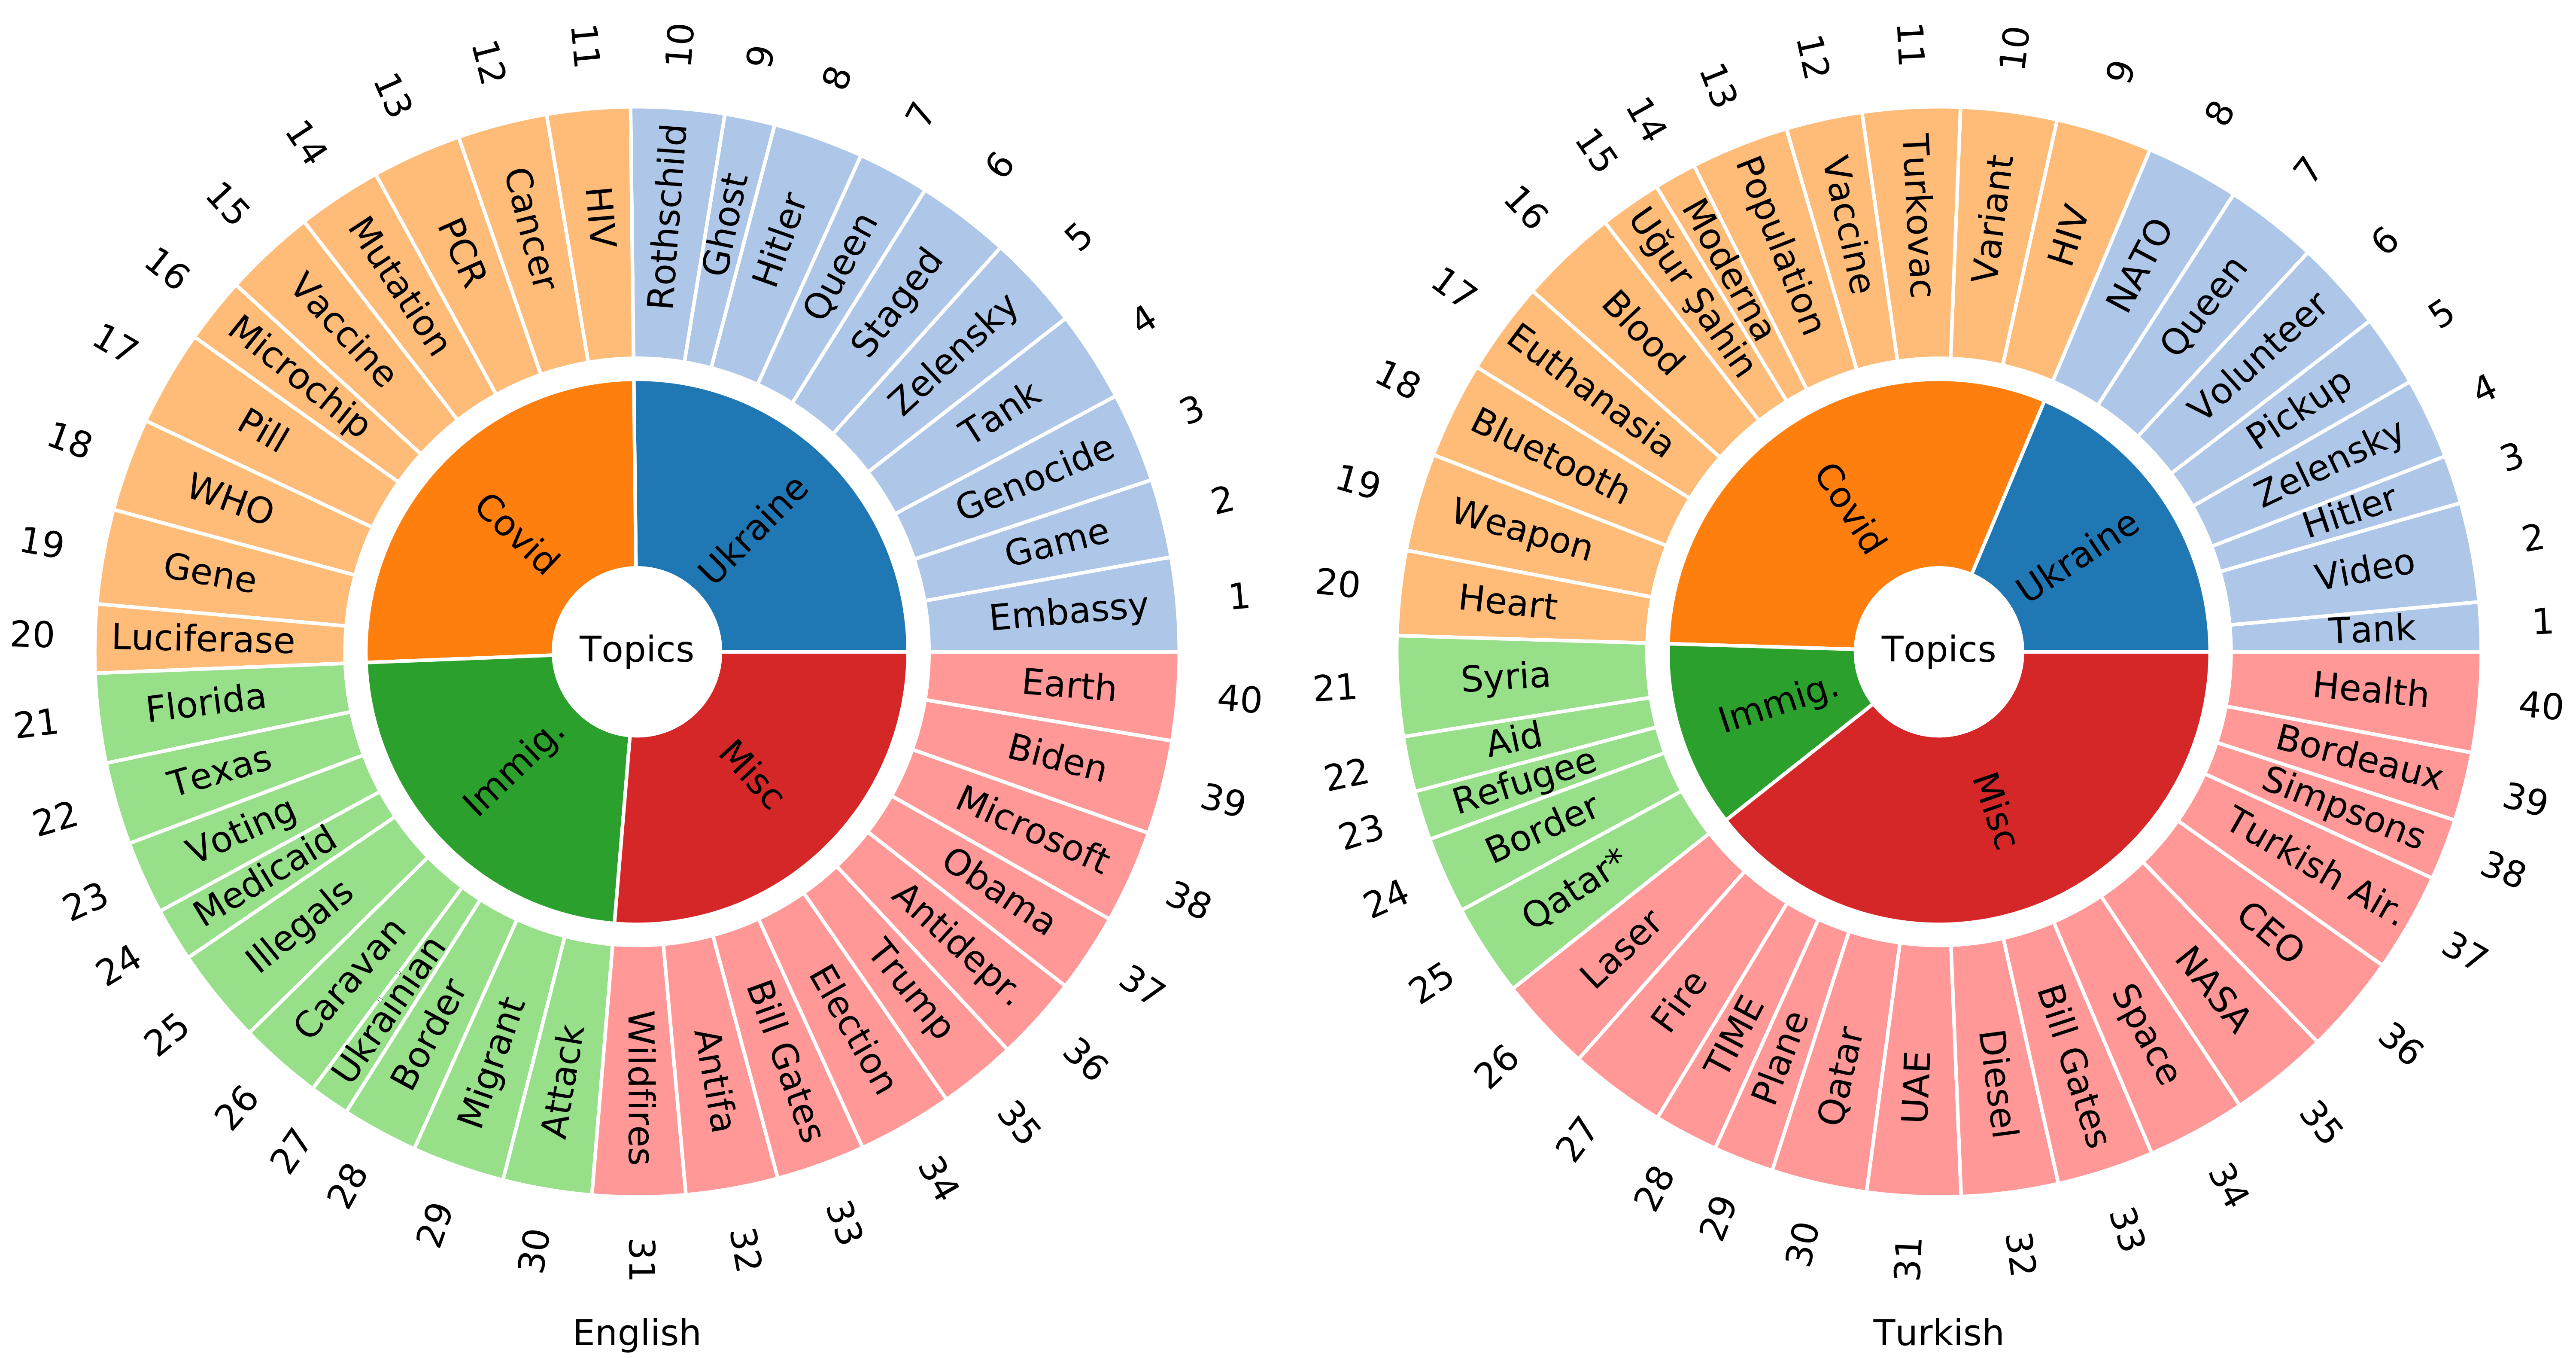 Topics
Ukraine
Covid
Immig.
Misc
1 Embassy
2 Game
3 Genocide
4 Tank
5 Zelensky
6 Staged
7 Queen
8 Hitler
9 Ghost
10 Rothschild
11 HIV
12 Cancer
13 PCR
14 Mutation
15 Vaccine
16 Microchip
17 Pill
18 WHO
19 Gene
20 Luciferase
21 Florida
22 Texas
23 Voting
24 Medicaid
25 Illegals
26 Caravan
27 Ukrainian
28 Border
29 Migrant
30 Attack
31 Wildfires
32 Antifa
33 Bill Gates
34 Election
35 Trump
36 Antidepr.
37 Obama
38 Microsoft
39 Biden
40 Earth
English
Topics
Ukraine
Covid
Immig.
Misc
1 Tank
2 Video
3 Hitler
4 Zelensky
5 Pickup
6 Volunteer
7 Queen
8 NATO
9 HIV
10 Variant
11 Turkovac
12 Vaccine
13 Population
14 Moderna
15 Uğur Şahin
16 Blood
17 Euthanasia
18 Bluetooth
19 Weapon
20 Heart
21 Syria
22 Aid
23 Refugee
24 Border
25 Qatar*
26 Laser
27 Fire
28 TIME
29 Plane
30 Qatar
31 UAE
32 Diesel
33 Bill Gates
34 Space
35 NASA
36 CEO
37 Turkish Air.
38 Simpsons
39 Bordeaux
40 Health
Turkish